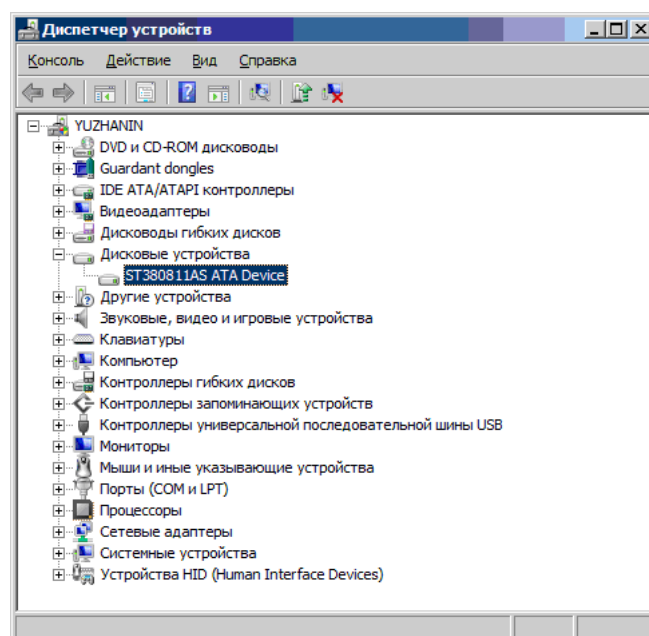 Диспетчер устройств
Консоль Действие Вид Справка
YUZHANIN
DVD и CD-ROM дисководы
Guardant dongles
IDE ATA/ATAPI контроллеры
Видеоадаптеры
Дисководы гибких дисков
Дисковые устройства
ST380811AS ATA Device
Другие устройства
Звуковые, видео и игровые устройства
Клавиатуры
Компьютер
Контроллеры гибких дисков
Контроллеры запоминающих устройств
Контроллеры универсальной последовательной шины USB
Мониторы
Мыши и иные указывающие устройства
Порты (COM и LPT)
Процессоры
Сетевые адаптеры
Системные устройства
Устройства HID (Human Interface Devices)